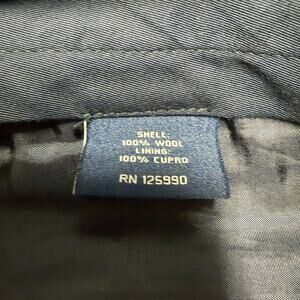 SHELL:
100% WOOL
LINING:
100% CUPRO
RN 125990